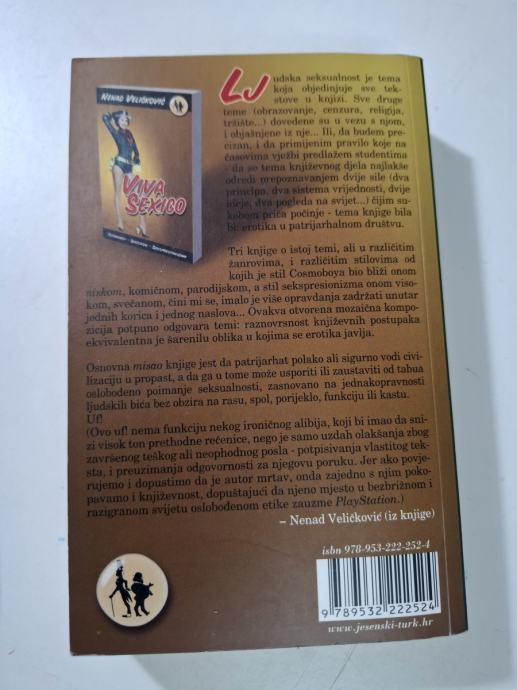 NENAD VELIČKOVIĆ
VIVA
SEXICO
LJudska seksualnost je tema
koja objedinjuje sve tek-
stove u knjizi. Sve druge
teme (obrazovanje, cenzura, religija,
tržište...) dovedene su u vezu s njom,
i objašnjene iz nje... Ili, da budem pre-
cizan, i da primijenim pravilo koje na
časovima vježbi predlažem studentima
- da se tema književnog djela najlakše
odredi prepoznavanjem dvije sile (dva
principa, dva sistema vrijednosti, dvije
ideje, dva pogleda na svijet...) čijim su-
kobom priča počinje - tema knjige bila
bi: erotika u patrijarhalnom društvu.
Tri knjige o istoj temi, ali u različitim
žanrovima, i različitim stilovima od
kojih je stil Cosmoboya bio bliži onom
niskom, komičnom, parodijskom, a stil sekspresionizma onom viso-
kom, svečanom, čini mi se, imalo je više opravdanja zadržati unutar
jednih korica i jednog naslova... Ovakva otvorena mozaična kompo-
zicija potpuno odgovara temi: raznovrsnost književnih postupaka
ekvivalentna je šarenilu oblika u kojima se erotika javlja.
Osnovna misao knjige jest da patrijarhat polako ali sigurno vodi civi-
lizaciju u propast, a da ga u tome može usporiti ili zaustaviti od tabua
oslobođeno poimanje seksualnosti, zasnovano na jednakopravnosti
ljudskih bića bez obzira na rasu, spol, porijeklo, funkciju ili kastu.
Uf!
(Ovo uf! nema funkciju nekog ironičnog alibija, koji bi imao da sni-
zi visok ton prethodne rečenice, nego je samo uzdah olakšanja zbog
završenog teškog ali neophodnog posla - potpisivanja vlastitog tek-
sta, i preuzimanja odgovornosti za njegovu poruku. Jer ako povje-
rujemo i dopustimo da je autor mrtav, onda zajedno s njim poko-
pavamo i književnost, dopuštajući da njeno mjesto u bezbrižnom i
razigranom svijetu oslobođenom etike zauzme PlayStation.)
– Nenad Veličković (iz knjige)
isbn 978-953-222-252-4
9 789532 222524
www.jesenski-turk.hr